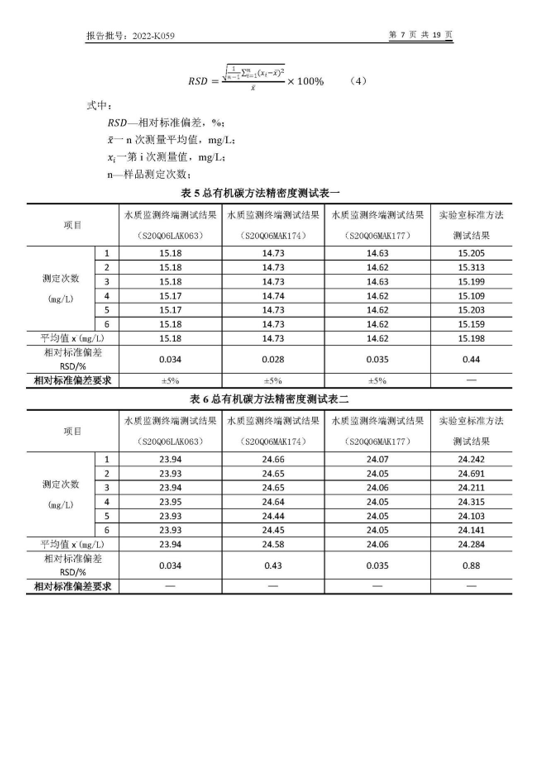 报告批号：2022-K059 第 7 页 共 19 页
RSD = √(1/(n−1) Σⁿᵢ₌₁(xᵢ−x̄)²) / x̄ × 100% （4）
式中：
RSD—相对标准偏差，%；
x̄一 n 次测量平均值，mg/L；
xᵢ一第 i 次测量值，mg/L；
n—样品测定次数；
表 5 总有机碳方法精密度测试表一
项目 水质监测终端测试结果（S20Q06LAK063） 水质监测终端测试结果（S20Q06MAK174） 水质监测终端测试结果（S20Q06MAK177） 实验室标准方法测试结果
测定次数(mg/L)
1 15.18 14.73 14.63 15.205
2 15.18 14.73 14.62 15.313
3 15.18 14.73 14.63 15.199
4 15.17 14.74 14.62 15.109
5 15.17 14.73 14.62 15.203
6 15.18 14.73 14.62 15.159
平均值 x (mg/L) 15.18 14.73 14.62 15.198
相对标准偏差 RSD/% 0.034 0.028 0.035 0.44
相对标准偏差要求 ±5% ±5% ±5% —
表 6 总有机碳方法精密度测试表二
项目 水质监测终端测试结果（S20Q06LAK063） 水质监测终端测试结果（S20Q06MAK174） 水质监测终端测试结果（S20Q06MAK177） 实验室标准方法测试结果
测定次数(mg/L)
1 23.94 24.66 24.07 24.242
2 23.93 24.65 24.05 24.691
3 23.94 24.65 24.06 24.211
4 23.95 24.64 24.05 24.315
5 23.93 24.44 24.05 24.103
6 23.93 24.45 24.05 24.141
平均值 x (mg/L) 23.94 24.58 24.06 24.284
相对标准偏差 RSD/% 0.034 0.43 0.035 0.88
相对标准偏差要求 — — — —